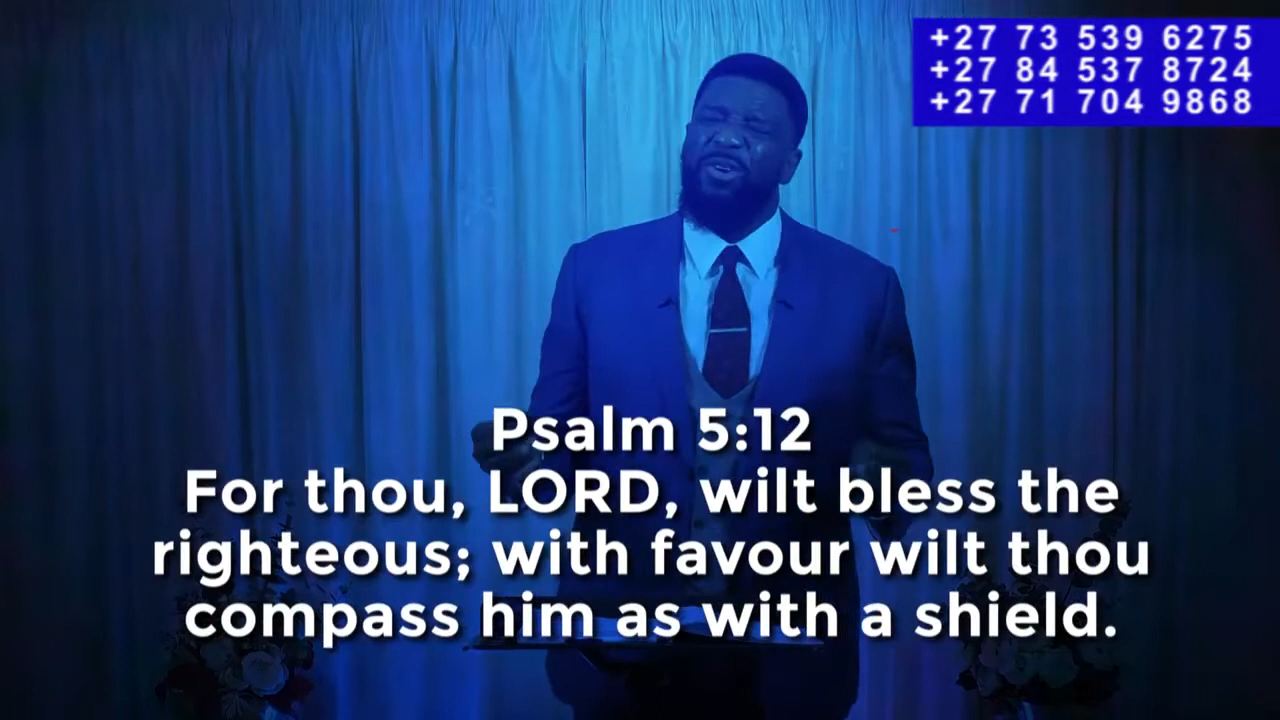 +27 73 539 6275
+27 84 537 8724
+27 71 704 9868
Psalm 5:12
For thou, LORD, wilt bless the
righteous; with favour wilt thou
compass him as with a shield.